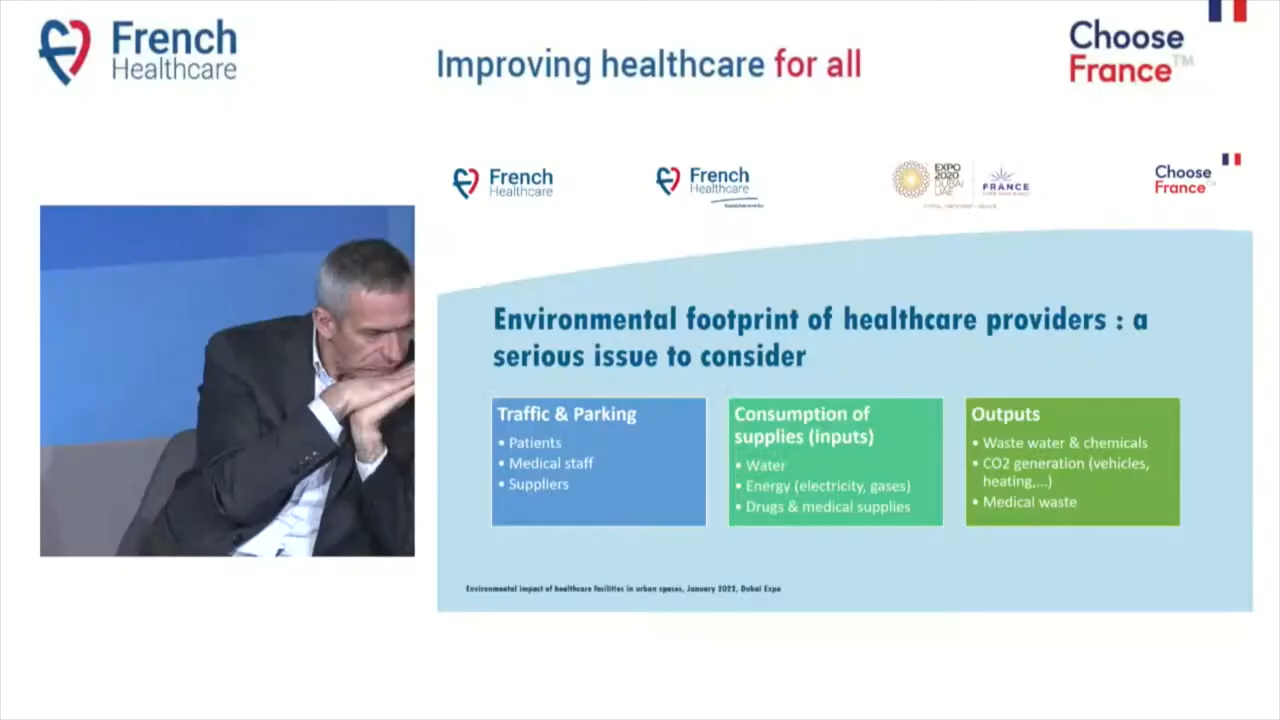 French
Healthcare
Improving healthcare for all
Choose
France™
French
Healthcare
French
Healthcare
EXPO
2020
DUBAI
UAE
FRANCE
Choose
France
Environmental footprint of healthcare providers : a
serious issue to consider
Traffic & Parking
• Patients
• Medical staff
• Suppliers
Consumption of
supplies (inputs)
• Water
• Energy (electricity, gases)
• Drugs & medical supplies
Outputs
• Waste water & chemicals
• CO2 generation (vehicles,
heating,...)
• Medical waste
Environmental impact of healthcare facilities in urban spaces, January 2022, Dubai Expo